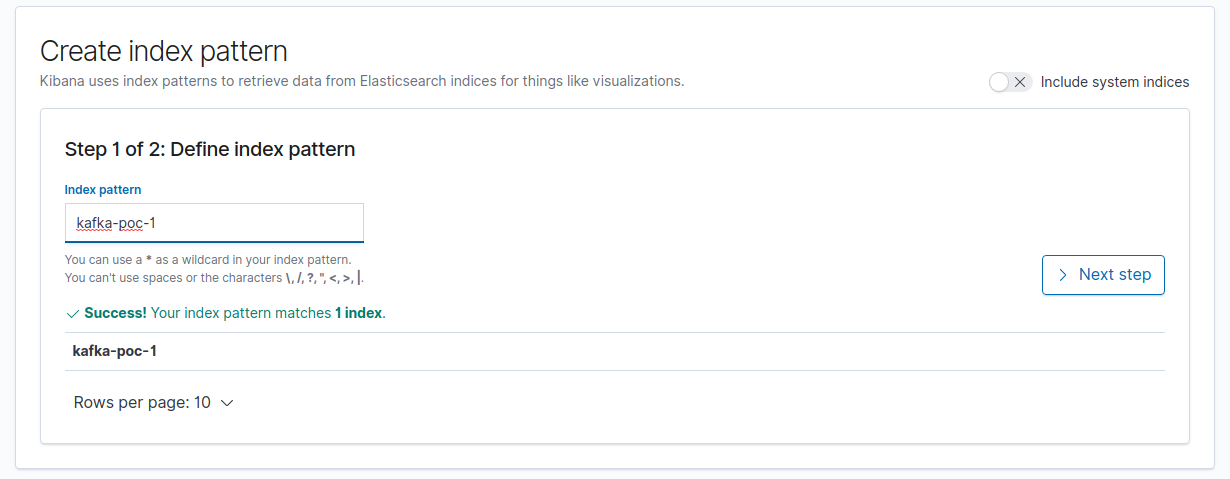 Create index pattern
Kibana uses index patterns to retrieve data from Elasticsearch indices for things like visualizations.
Include system indices
Step 1 of 2: Define index pattern
Index pattern
kafka-poc-1
You can use a * as a wildcard in your index pattern.
You can't use spaces or the characters \, /, ?, ", <, >, |.
Next step
Success! Your index pattern matches 1 index.
kafka-poc-1
Rows per page: 10